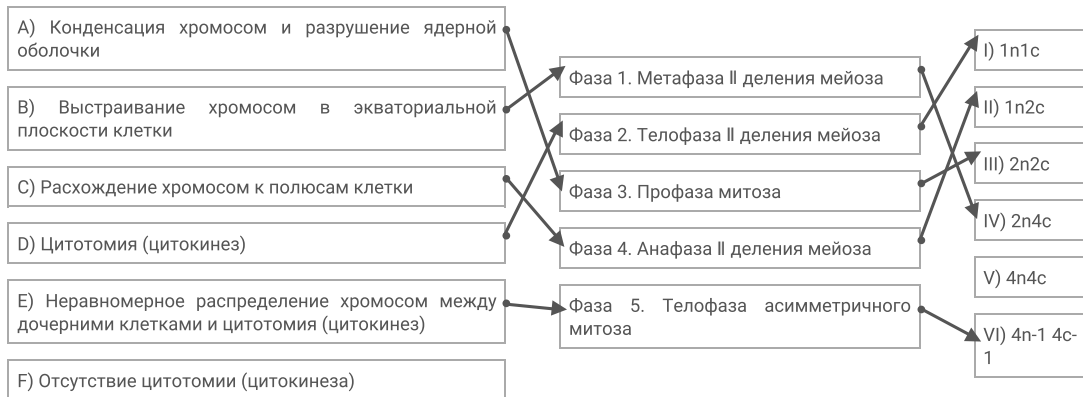 A) Конденсация хромосом и разрушение ядерной
оболочки
B) Выстраивание хромосом в экваториальной
плоскости клетки
C) Расхождение хромосом к полюсам клетки
D) Цитотомия (цитокинез)
E) Неравномерное распределение хромосом между
дочерними клетками и цитотомия (цитокинез)
F) Отсутствие цитотомии (цитокинеза)
Фаза 1. Метафаза II деления мейоза
Фаза 2. Телофаза II деления мейоза
Фаза 3. Профаза митоза
Фаза 4. Анафаза II деления мейоза
Фаза 5. Телофаза асимметричного
митоза
I) 1n1c
II) 1n2c
III) 2n2c
IV) 2n4c
V) 4n4c
VI) 4n-1 4c-
1